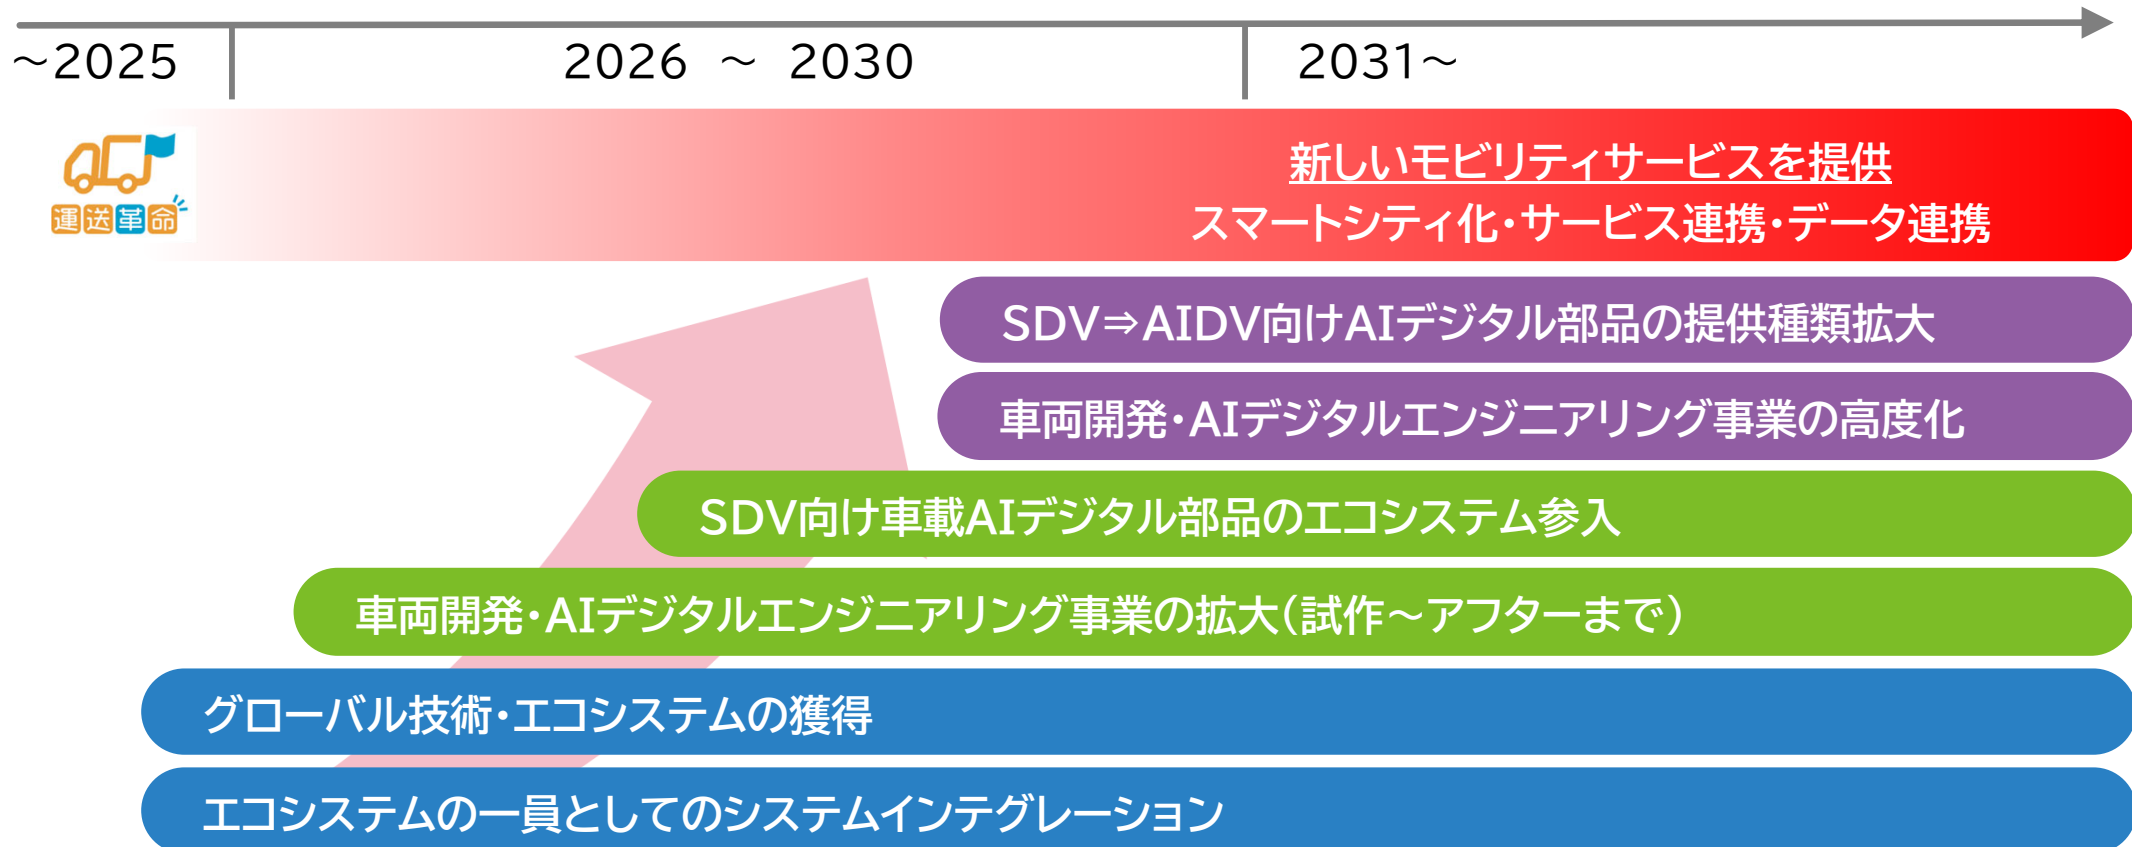 ～2025
2026 ～ 2030
2031～
運送革命
新しいモビリティサービスを提供
スマートシティ化・サービス連携・データ連携
SDV⇒AIDV向けAIデジタル部品の提供種類拡大
車両開発・AIデジタルエンジニアリング事業の高度化
SDV向け車載AIデジタル部品のエコシステム参入
車両開発・AIデジタルエンジニアリング事業の拡大(試作～アフターまで)
グローバル技術・エコシステムの獲得
エコシステムの一員としてのシステムインテグレーション